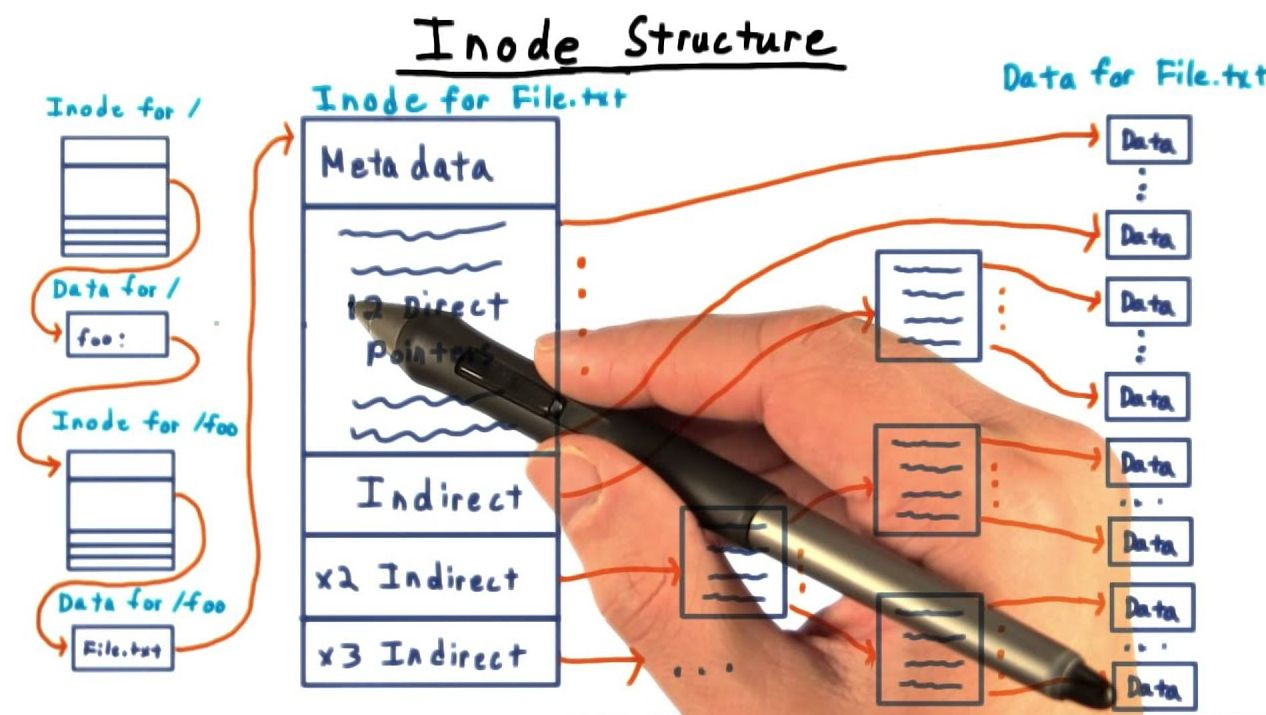 Inode Structure
Inode for /
Data for /
foo:
Inode for /foo
Data for /foo
File.txt
Inode for File.txt
Metadata
12 Direct
Pointers
Indirect
x2 Indirect
x3 Indirect
...
Data for File.txt
Data
Data
Data
Data
Data
Data
Data
Data